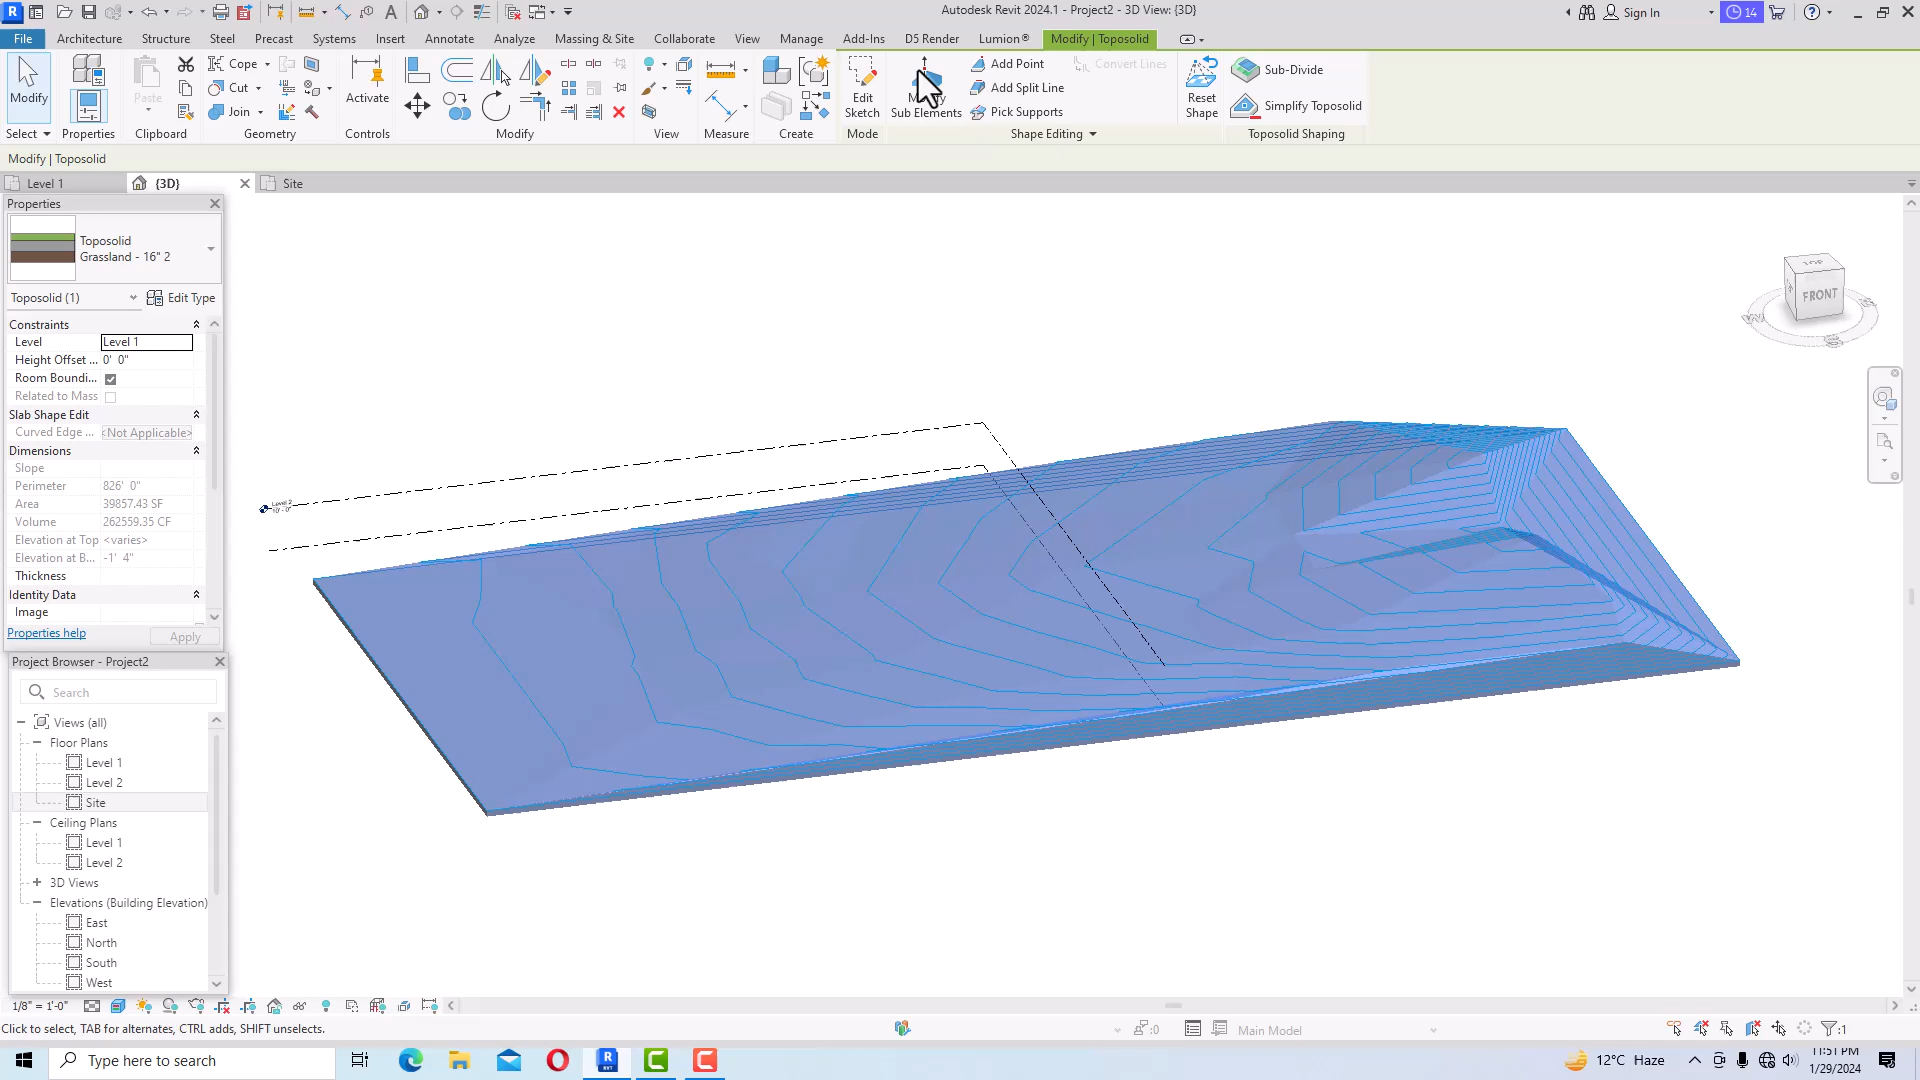 Autodesk Revit 2024.1 - Project2 - 3D View: {3D}
Sign In
14
File Architecture Structure Steel Precast Systems Insert Annotate Analyze Massing & Site Collaborate View Manage Add-Ins D5 Render Lumion® Modify | Toposolid
Modify
Paste
Cope
Cut
Join
Activate
Edit
Sketch
Sub Elements
Add Point
Add Split Line
Pick Supports
Convert Lines
Reset
Shape
Sub-Divide
Simplify Toposolid
Select Properties Clipboard Geometry Controls Modify View Measure Create Mode Shape Editing Toposolid Shaping
Modify | Toposolid
Level 1
{3D}
Site
Properties
Toposolid
Grassland - 16" 2
Toposolid (1)
Edit Type
Constraints
Level Level 1
Height Offset ... 0' 0"
Room Boundi...
Related to Mass
Slab Shape Edit
Curved Edge ... <Not Applicable>
Dimensions
Slope
Perimeter 826' 0"
Area 39857.43 SF
Volume 262559.35 CF
Elevation at Top <varies>
Elevation at B... -1' 4"
Thickness
Identity Data
Image
Properties help
Apply
Project Browser - Project2
Search
Views (all)
Floor Plans
Level 1
Level 2
Site
Ceiling Plans
Level 1
Level 2
3D Views
Elevations (Building Elevation)
East
North
South
West
Level 2
10' - 0"
TOP
FRONT
1/8" = 1'-0"
Click to select, TAB for alternates, CTRL adds, SHIFT unselects.
:0
Main Model
:1
Type here to search
12°C Haze
11:51 PM
1/29/2024